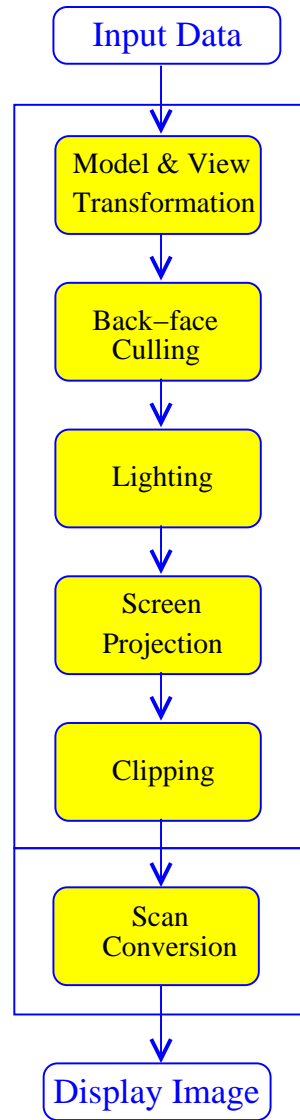 Input Data
Model & View
Transformation
Back−face
Culling
Lighting
Screen
Projection
Clipping
Scan
Conversion
Display Image